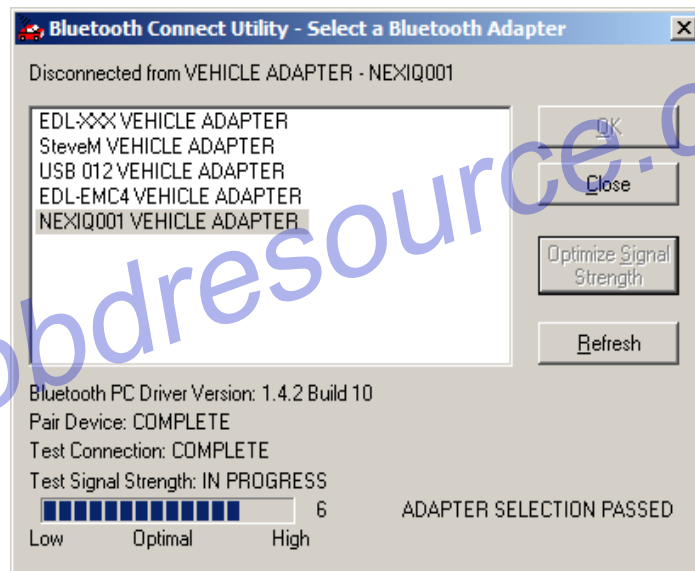 Bluetooth Connect Utility - Select a Bluetooth Adapter
Disconnected from VEHICLE ADAPTER - NEXIQ001
EDL-XXX VEHICLE ADAPTER
SteveM VEHICLE ADAPTER
USB 012 VEHICLE ADAPTER
EDL-EMC4 VEHICLE ADAPTER
NEXIQ001 VEHICLE ADAPTER
OK
Close
Optimize Signal
Strength
Refresh
obdresource.c
Bluetooth PC Driver Version: 1.4.2 Build 10
Pair Device: COMPLETE
Test Connection: COMPLETE
Test Signal Strength: IN PROGRESS
6
ADAPTER SELECTION PASSED
Low Optimal High